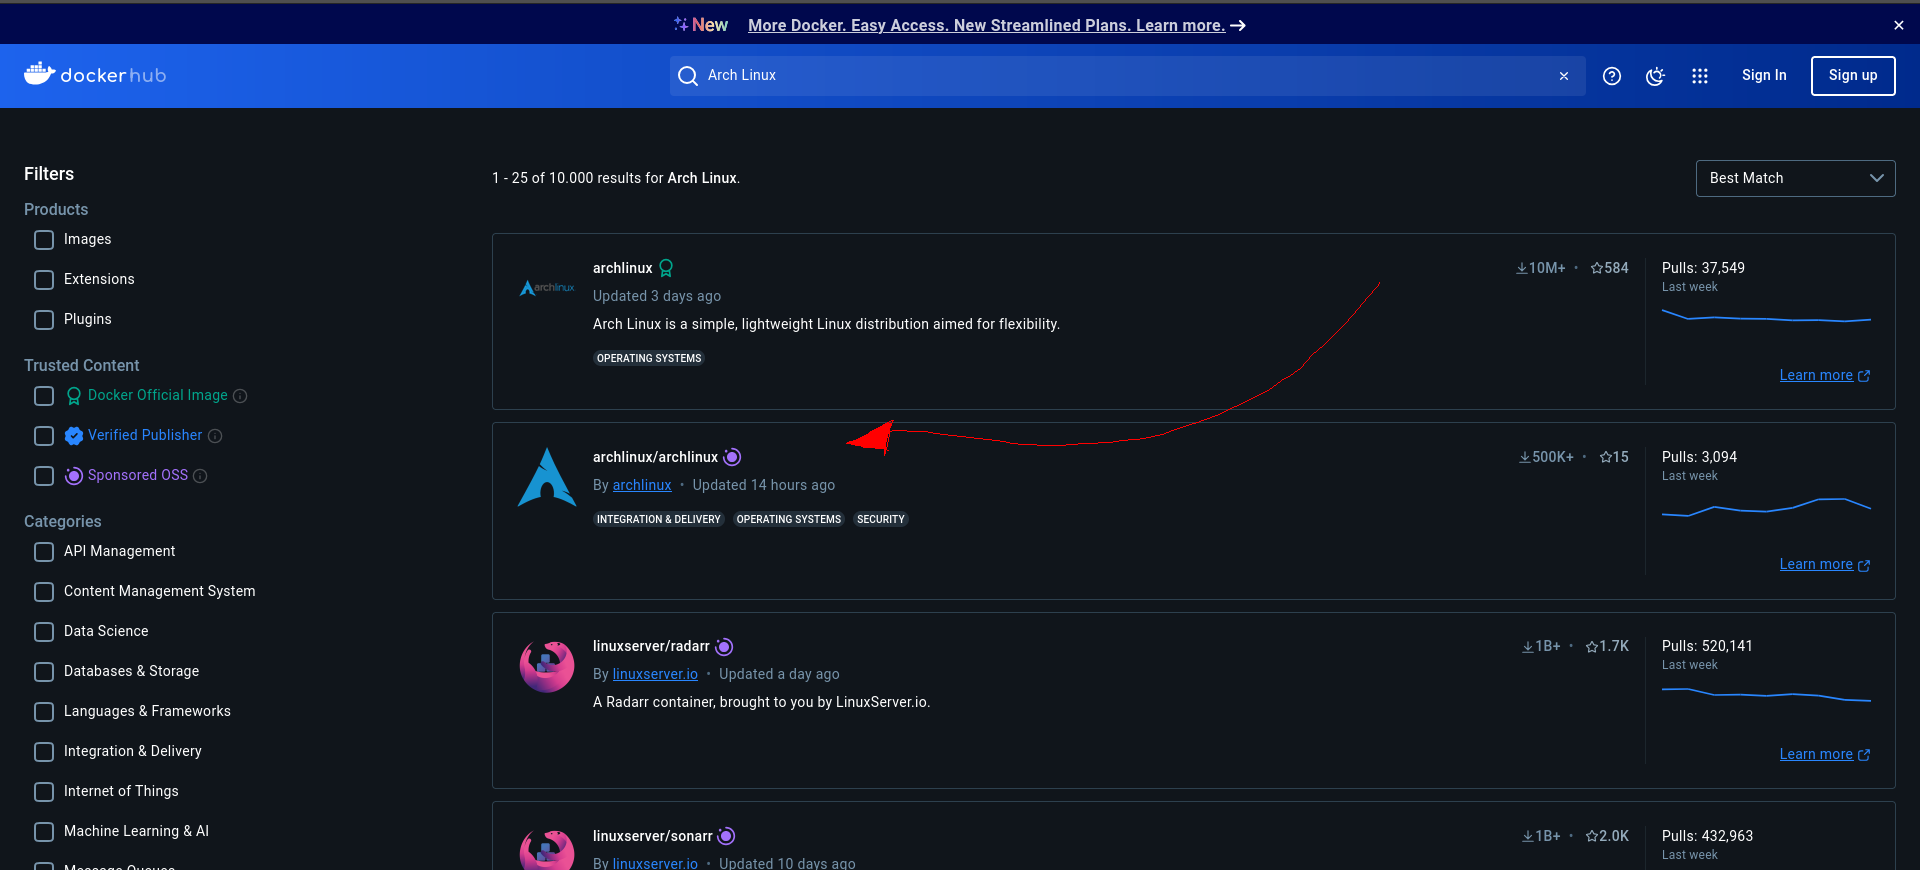 New More Docker. Easy Access. New Streamlined Plans. Learn more.
dockerhub
Arch Linux
Sign In
Sign up
Filters
Products
Images
Extensions
Plugins
Trusted Content
Docker Official Image
Verified Publisher
Sponsored OSS
Categories
API Management
Content Management System
Data Science
Databases & Storage
Languages & Frameworks
Integration & Delivery
Internet of Things
Machine Learning & AI
Message Queues
1 - 25 of 10.000 results for Arch Linux.
Best Match
archlinux
archlinux
10M+ • 584
Pulls: 37,549
Last week
Updated 3 days ago
Arch Linux is a simple, lightweight Linux distribution aimed for flexibility.
OPERATING SYSTEMS
Learn more
archlinux/archlinux
500K+ • 15
Pulls: 3,094
Last week
By archlinux • Updated 14 hours ago
INTEGRATION & DELIVERY OPERATING SYSTEMS SECURITY
Learn more
linuxserver/radarr
1B+ • 1.7K
Pulls: 520,141
Last week
By linuxserver.io • Updated a day ago
A Radarr container, brought to you by LinuxServer.io.
Learn more
linuxserver/sonarr
1B+ • 2.0K
Pulls: 432,963
Last week
By linuxserver.io • Updated 10 days ago